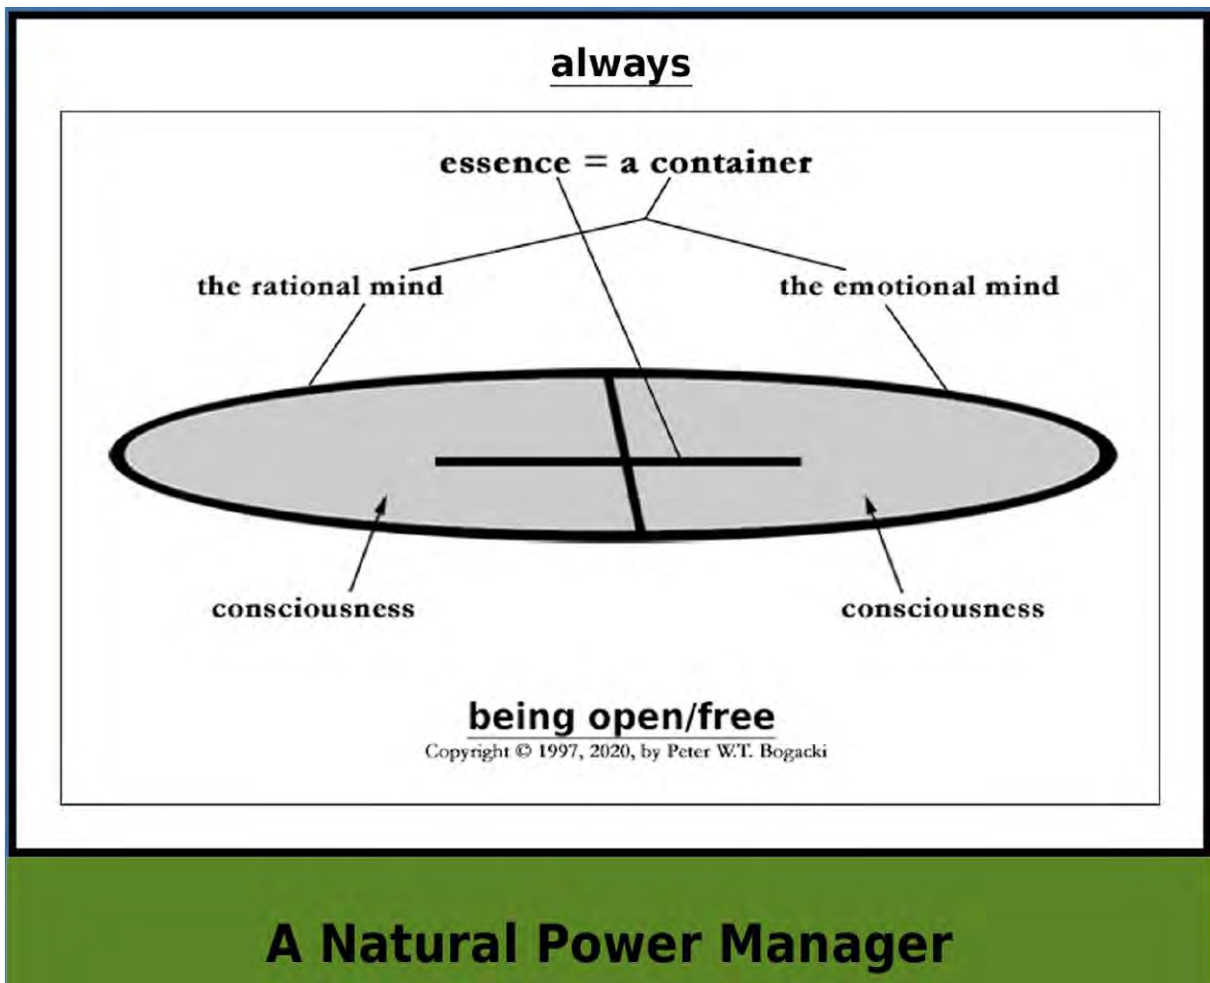 always
essence = a container
the rational mind
the emotional mind
consciousness
consciousness
being open/free
Copyright © 1997, 2020, by Peter W.T. Bogacki
A Natural Power Manager